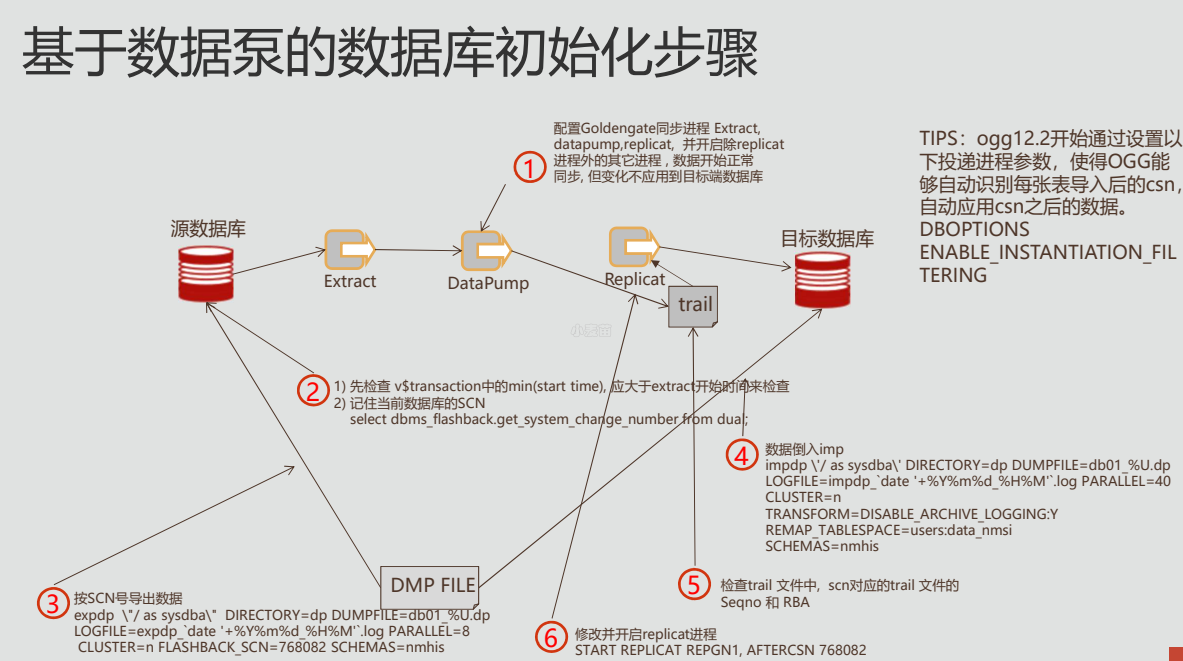 基于数据泵的数据库初始化步骤
配置Goldengate同步进程 Extract,
datapump,replicat, 并开启除replicat
进程外的其它进程 , 数据开始正常
同步, 但变化不应用到目标端数据库
1
TIPS：ogg12.2开始通过设置以
下投递进程参数，使得OGG能
够自动识别每张表导入后的csn，
自动应用csn之后的数据。
DBOPTIONS
ENABLE_INSTANTIATION_FIL
TERING
源数据库
目标数据库
Extract
DataPump
Replicat
trail
2
1) 先检查 v$transaction中的min(start time), 应大于extract开始时间来检查
2) 记住当前数据库的SCN
select dbms_flashback.get_system_change_number from dual;
4
数据倒入imp
impdp \'/ as sysdba\' DIRECTORY=dp DUMPFILE=db01_%U.dp
LOGFILE=impdp_`date '+%Y%m%d_%H%M'`.log PARALLEL=40
CLUSTER=n
TRANSFORM=DISABLE_ARCHIVE_LOGGING:Y
REMAP_TABLESPACE=users:data_nmsi
SCHEMAS=nmhis
DMP FILE
5
检查trail 文件中，scn对应的trail 文件的
Seqno 和 RBA
3
按SCN号导出数据
expdp \"/ as sysdba\" DIRECTORY=dp DUMPFILE=db01_%U.dp
LOGFILE=expdp_`date '+%Y%m%d_%H%M'`.log PARALLEL=8
CLUSTER=n FLASHBACK_SCN=768082 SCHEMAS=nmhis
6
修改并开启replicat进程
START REPLICAT REPGN1, AFTERCSN 768082